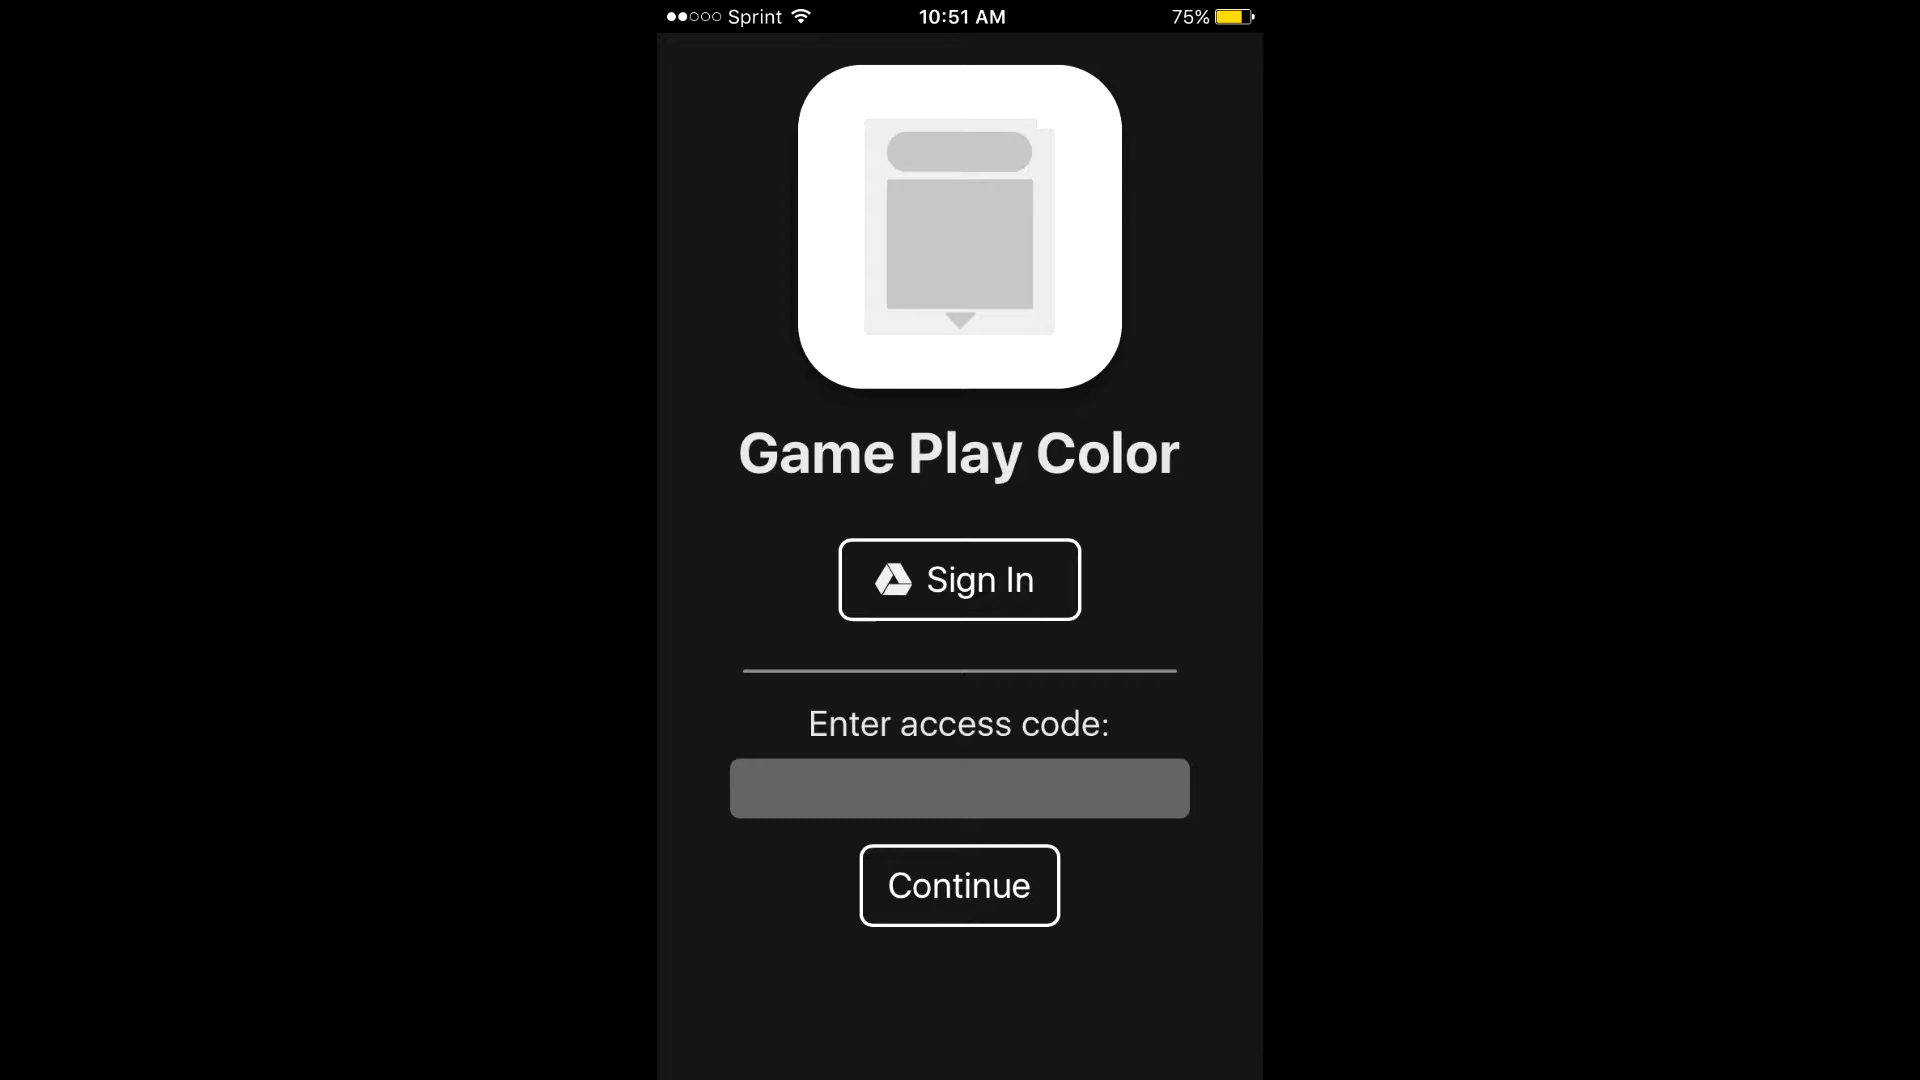 Sprint 10:51 AM 75%
Game Play Color
Sign In
Enter access code:
Continue